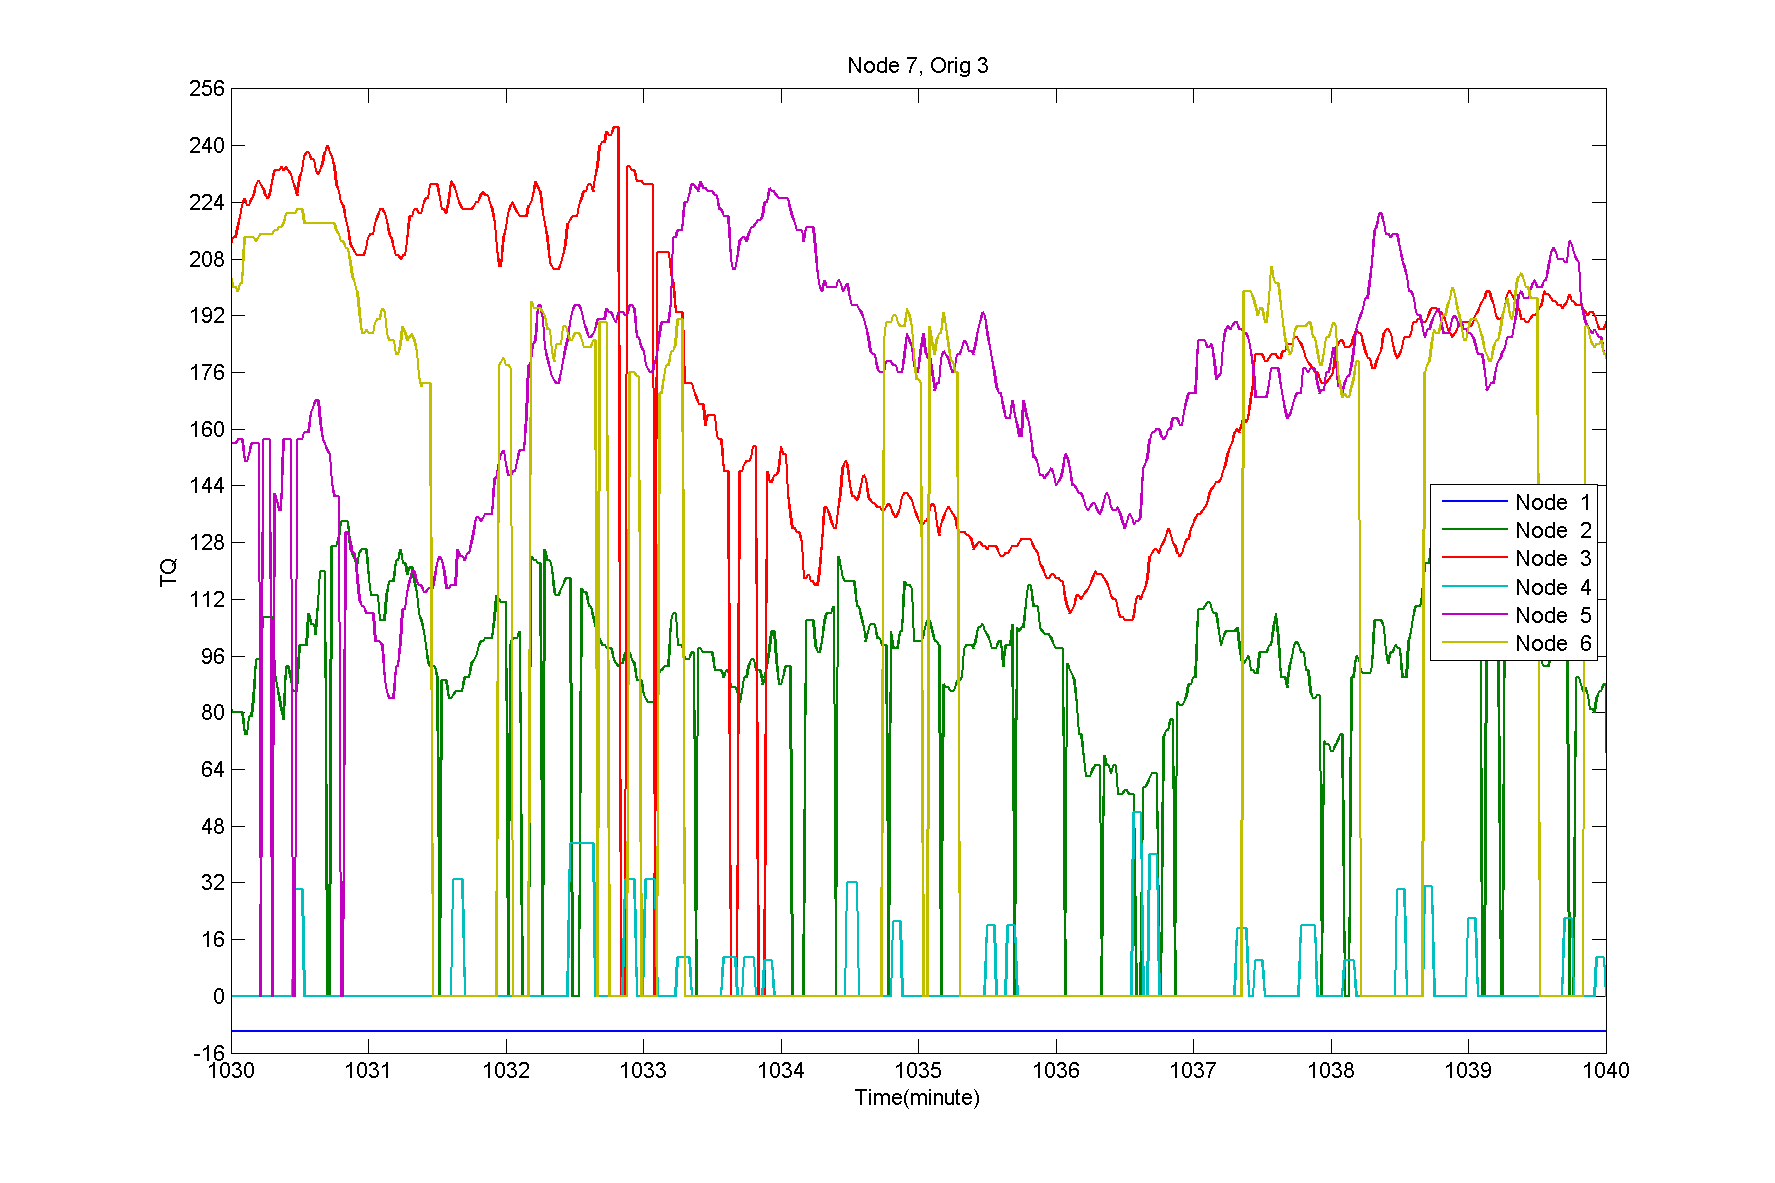 Node 7, Orig 3
256
240
224
208
192
176
160
144
128
112
96
80
64
48
32
16
0
-16
TQ
Node 1
Node 2
Node 3
Node 4
Node 5
Node 6
1030 1031 1032 1033 1034 1035 1036 1037 1038 1039 1040
Time(minute)